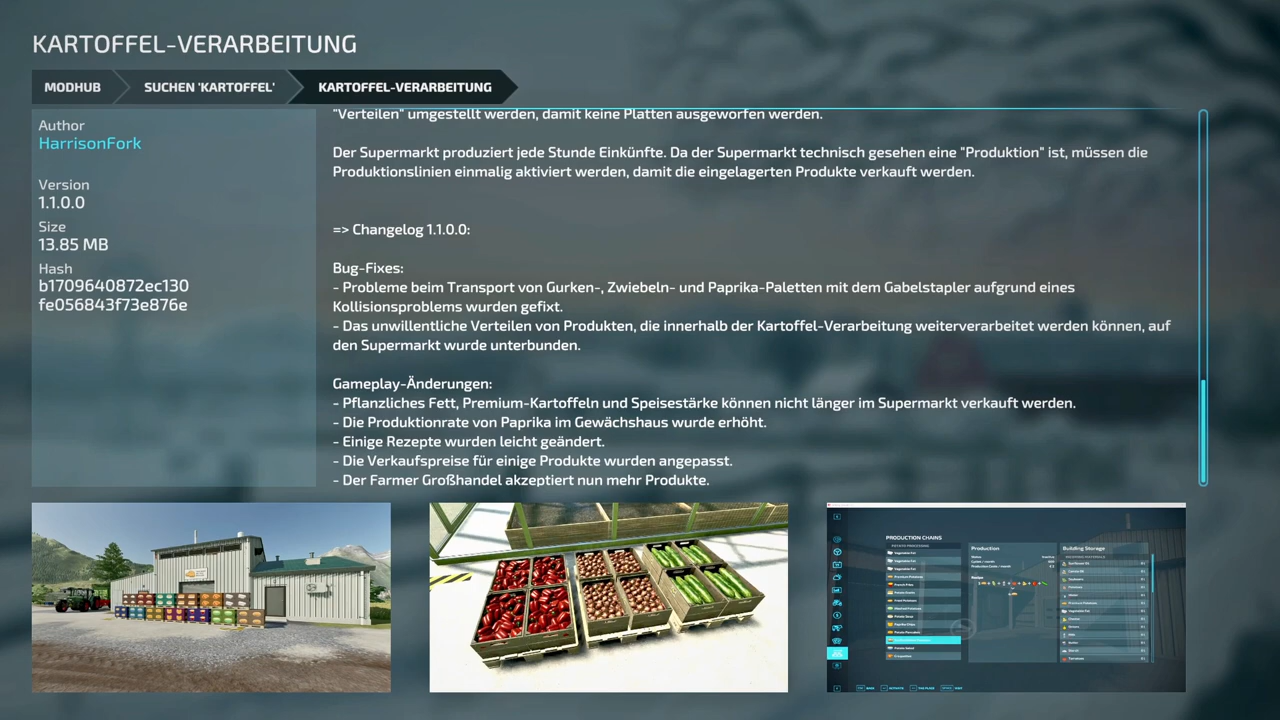 KARTOFFEL-VERARBEITUNG
MODHUB
SUCHEN 'KARTOFFEL'
KARTOFFEL-VERARBEITUNG
Author
HarrisonFork
Version
1.1.0.0
Size
13.85 MB
Hash
b1709640872ec130
fe056843f73e876e
"Verteilen" umgestellt werden, damit keine Platten ausgeworfen werden.
Der Supermarkt produziert jede Stunde Einkünfte. Da der Supermarkt technisch gesehen eine "Produktion" ist, müssen die
Produktionslinien einmalig aktiviert werden, damit die eingelagerten Produkte verkauft werden.
=> Changelog 1.1.0.0:
Bug-Fixes:
- Probleme beim Transport von Gurken-, Zwiebeln- und Paprika-Paletten mit dem Gabelstapler aufgrund eines
Kollisionsproblems wurden gefixt.
- Das unwillentliche Verteilen von Produkten, die innerhalb der Kartoffel-Verarbeitung weiterverarbeitet werden können, auf
den Supermarkt wurde unterbunden.
Gameplay-Änderungen:
- Pflanzliches Fett, Premium-Kartoffeln und Speisestärke können nicht länger im Supermarkt verkauft werden.
- Die Produktionrate von Paprika im Gewächshaus wurde erhöht.
- Einige Rezepte wurden leicht geändert.
- Die Verkaufspreise für einige Produkte wurden angepasst.
- Der Farmer Großhandel akzeptiert nun mehr Produkte.
PRODUCTION CHAINS
Production
Building Storage